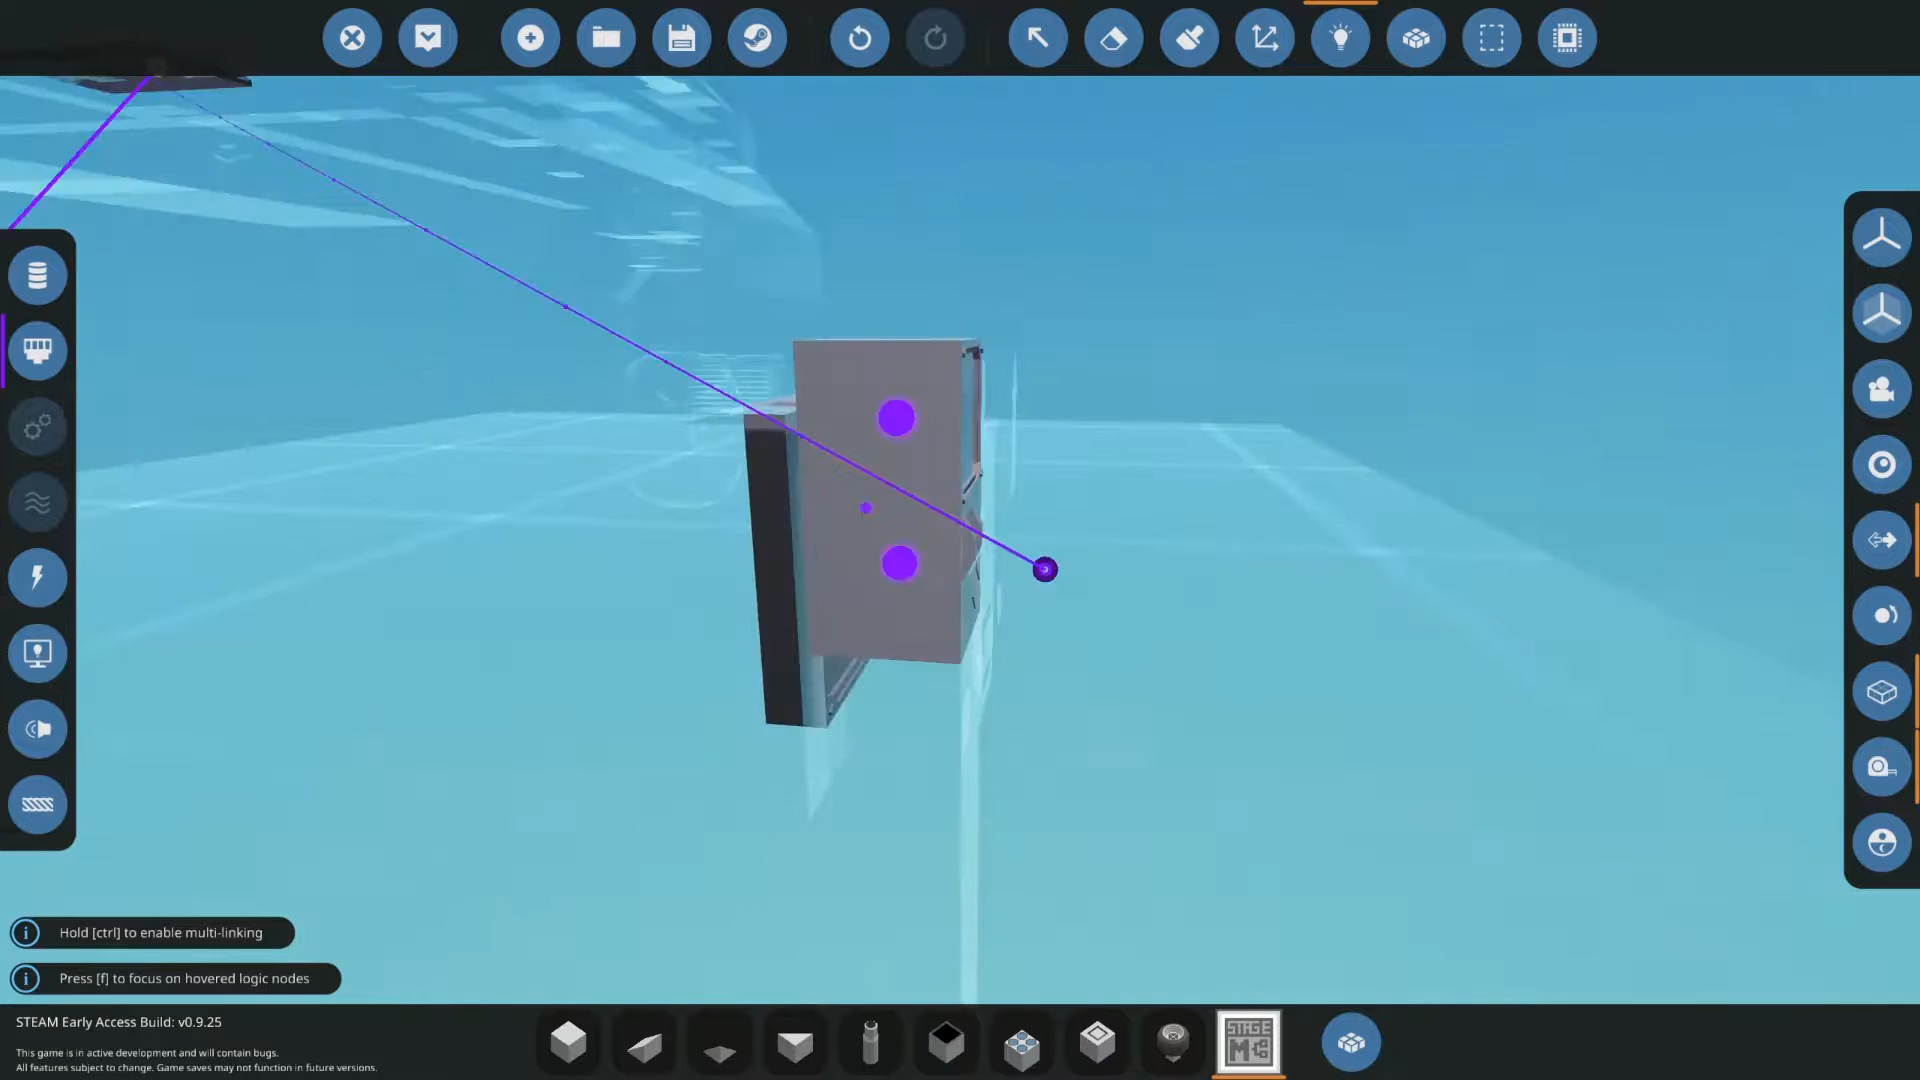 Hold [ctrl] to enable multi-linking
Press [f] to focus on hovered logic nodes
STEAM Early Access Build: v0.9.25
This game is in active development and will contain bugs.
All features subject to change. Game saves may not function in future versions.
STAGE